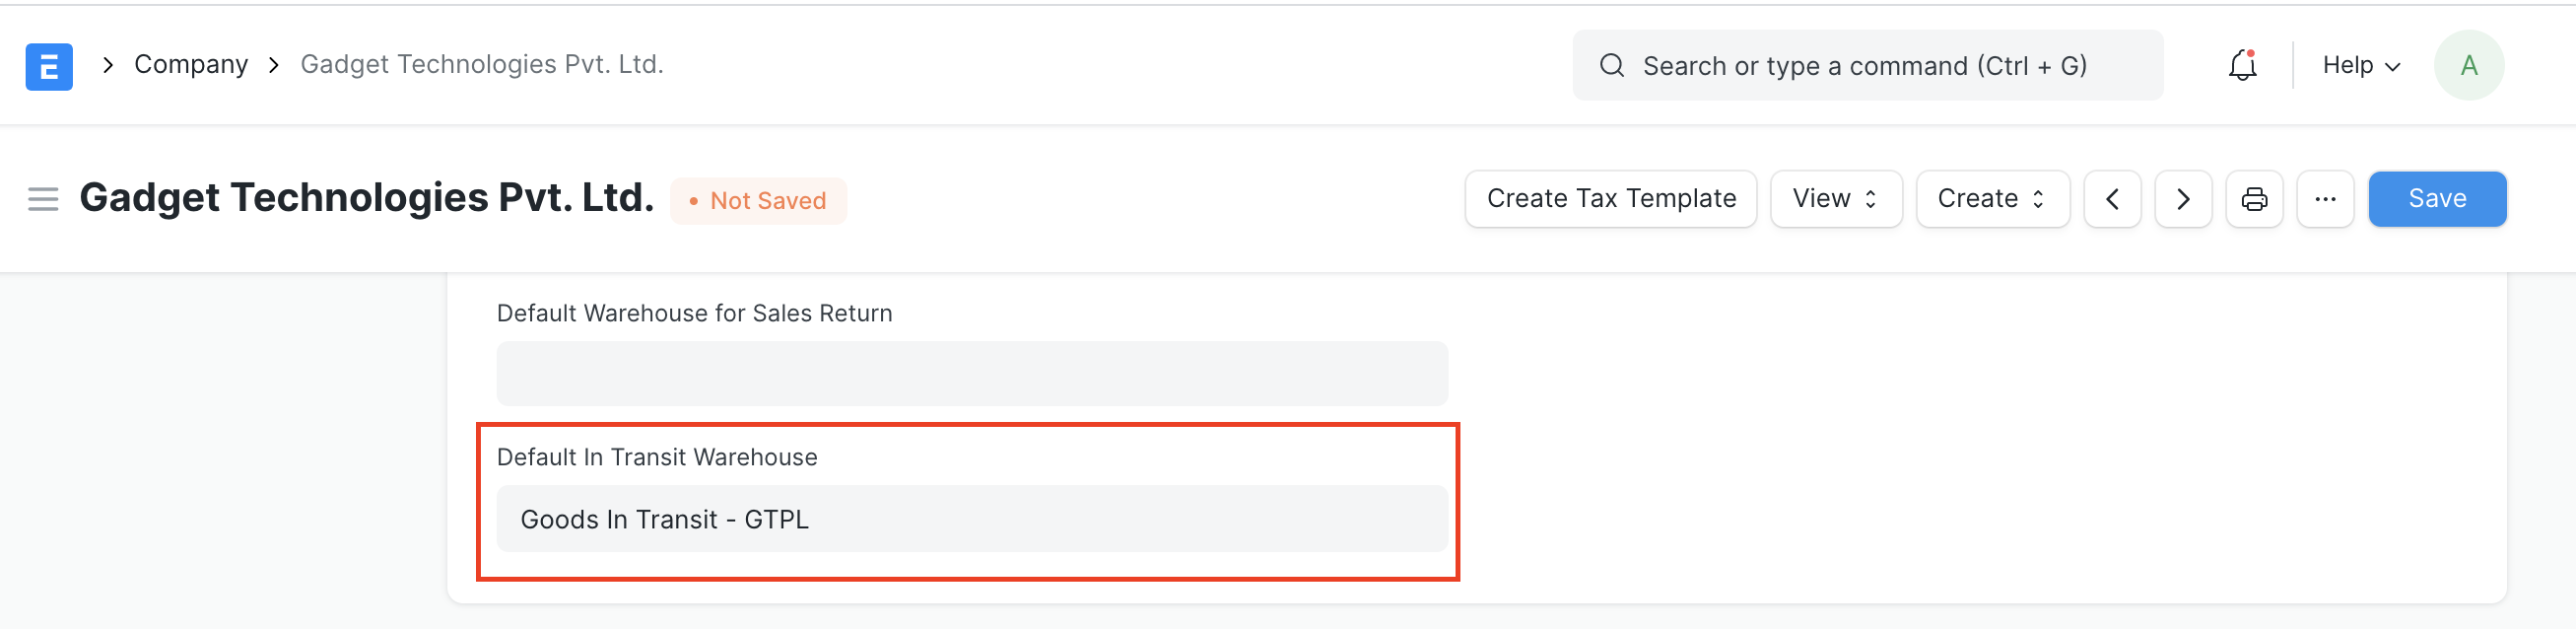 E Company Gadget Technologies Pvt. Ltd. Search or type a command (Ctrl + G) Help A
Gadget Technologies Pvt. Ltd. Not Saved Create Tax Template View Create Save
Default Warehouse for Sales Return
Default In Transit Warehouse
Goods In Transit - GTPL